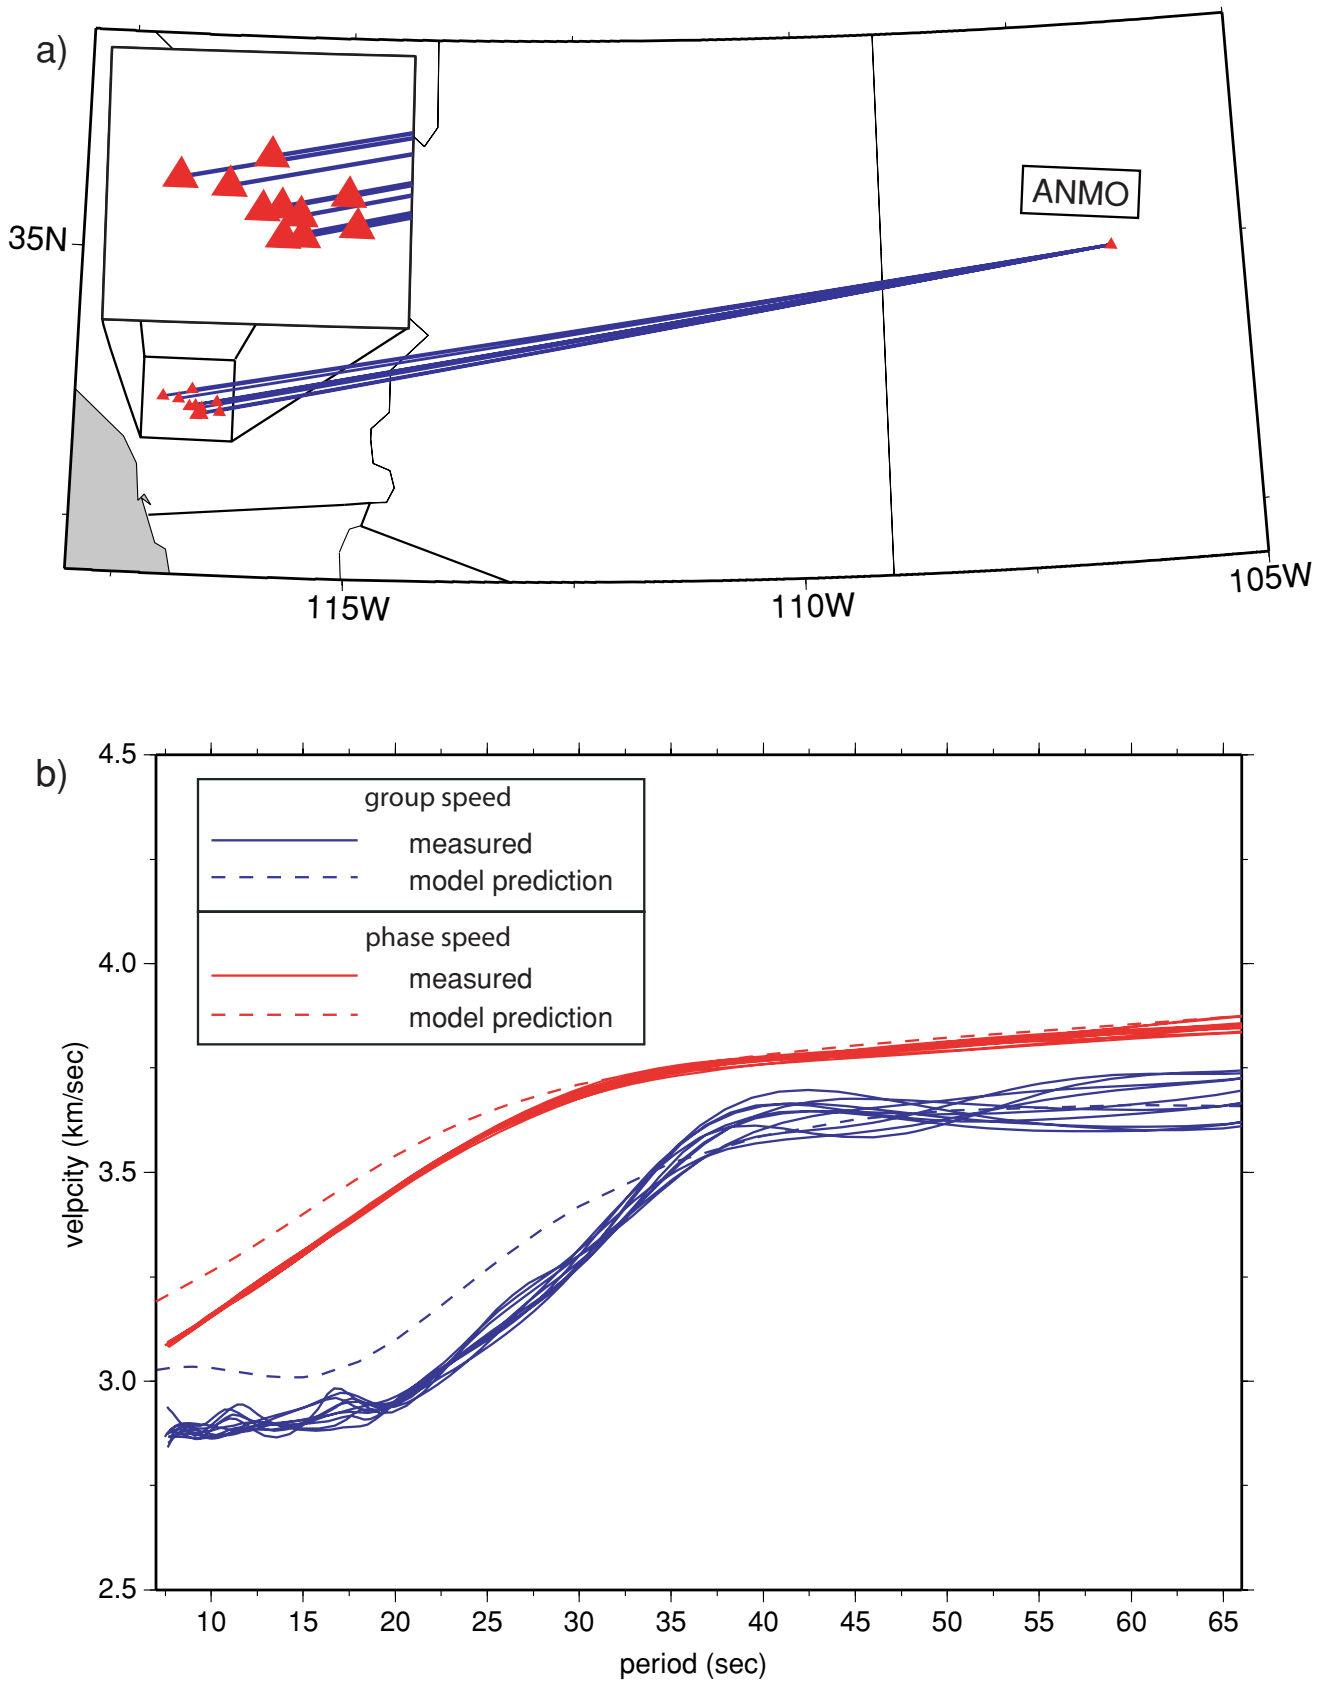 a)
ANMO
35N
115W
110W
105W
b)
4.5
4.0
3.5
3.0
2.5
velpcity (km/sec)
group speed
measured
model prediction
phase speed
measured
model prediction
10 15 20 25 30 35 40 45 50 55 60 65
period (sec)